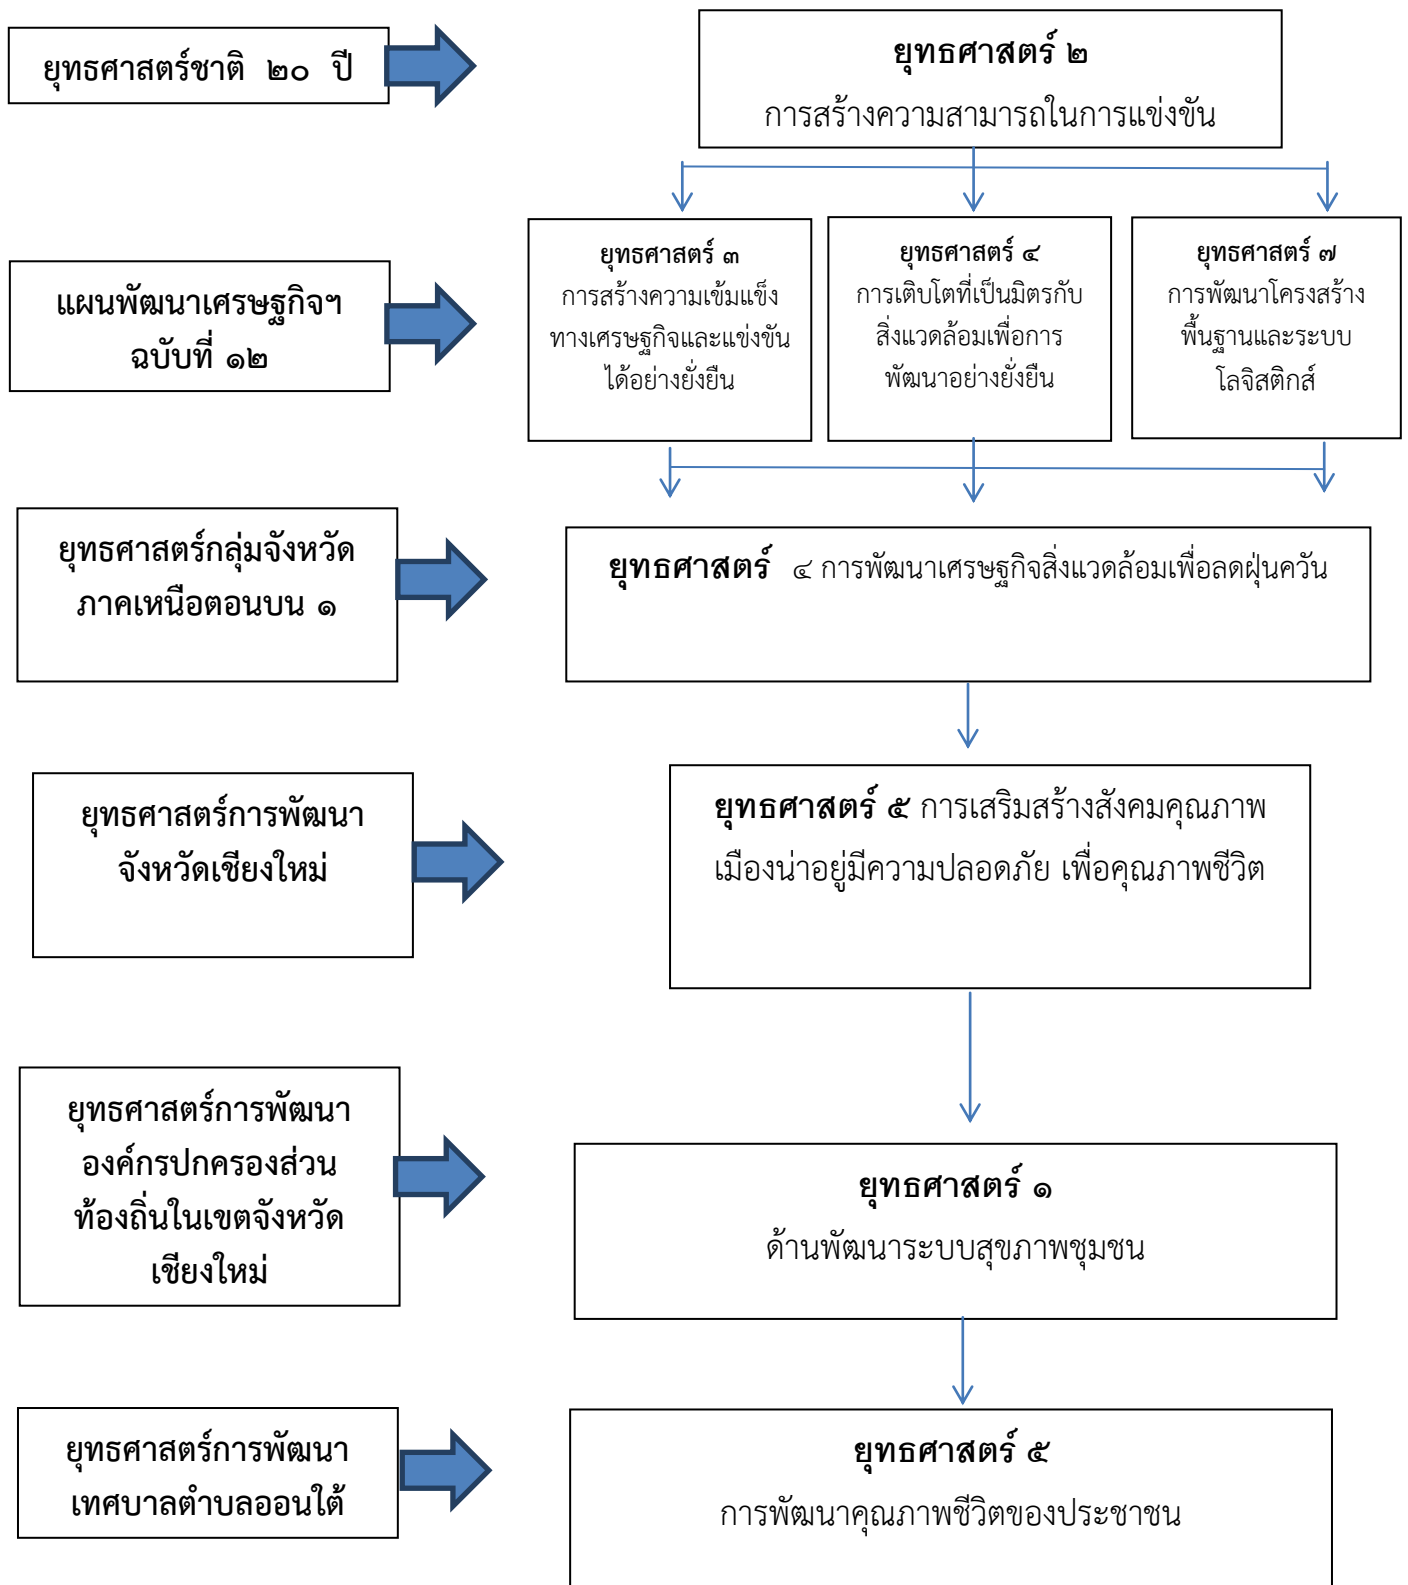 ยุทธศาสตร์ชาติ ๒๐ ปี
ยุทธศาสตร์ ๒
การสร้างความสามารถในการแข่งขัน
แผนพัฒนาเศรษฐกิจฯ
ฉบับที่ ๑๒
ยุทธศาสตร์ ๓
การสร้างความเข้มแข็ง
ทางเศรษฐกิจและแข่งขัน
ได้อย่างยั่งยืน
ยุทธศาสตร์ ๔
การเติบโตที่เป็นมิตรกับ
สิ่งแวดล้อมเพื่อการ
พัฒนาอย่างยั่งยืน
ยุทธศาสตร์ ๗
การพัฒนาโครงสร้าง
พื้นฐานและระบบ
โลจิสติกส์
ยุทธศาสตร์กลุ่มจังหวัด
ภาคเหนือตอนบน ๑
ยุทธศาสตร์ ๔ การพัฒนาเศรษฐกิจสิ่งแวดล้อมเพื่อลดฝุ่นควัน
ยุทธศาสตร์การพัฒนา
จังหวัดเชียงใหม่
ยุทธศาสตร์ ๕ การเสริมสร้างสังคมคุณภาพ
เมืองน่าอยู่มีความปลอดภัย เพื่อคุณภาพชีวิต
ยุทธศาสตร์การพัฒนา
องค์กรปกครองส่วน
ท้องถิ่นในเขตจังหวัด
เชียงใหม่
ยุทธศาสตร์ ๑
ด้านพัฒนาระบบสุขภาพชุมชน
ยุทธศาสตร์การพัฒนา
เทศบาลตำบลออนใต้
ยุทธศาสตร์ ๕
การพัฒนาคุณภาพชีวิตของประชาชน